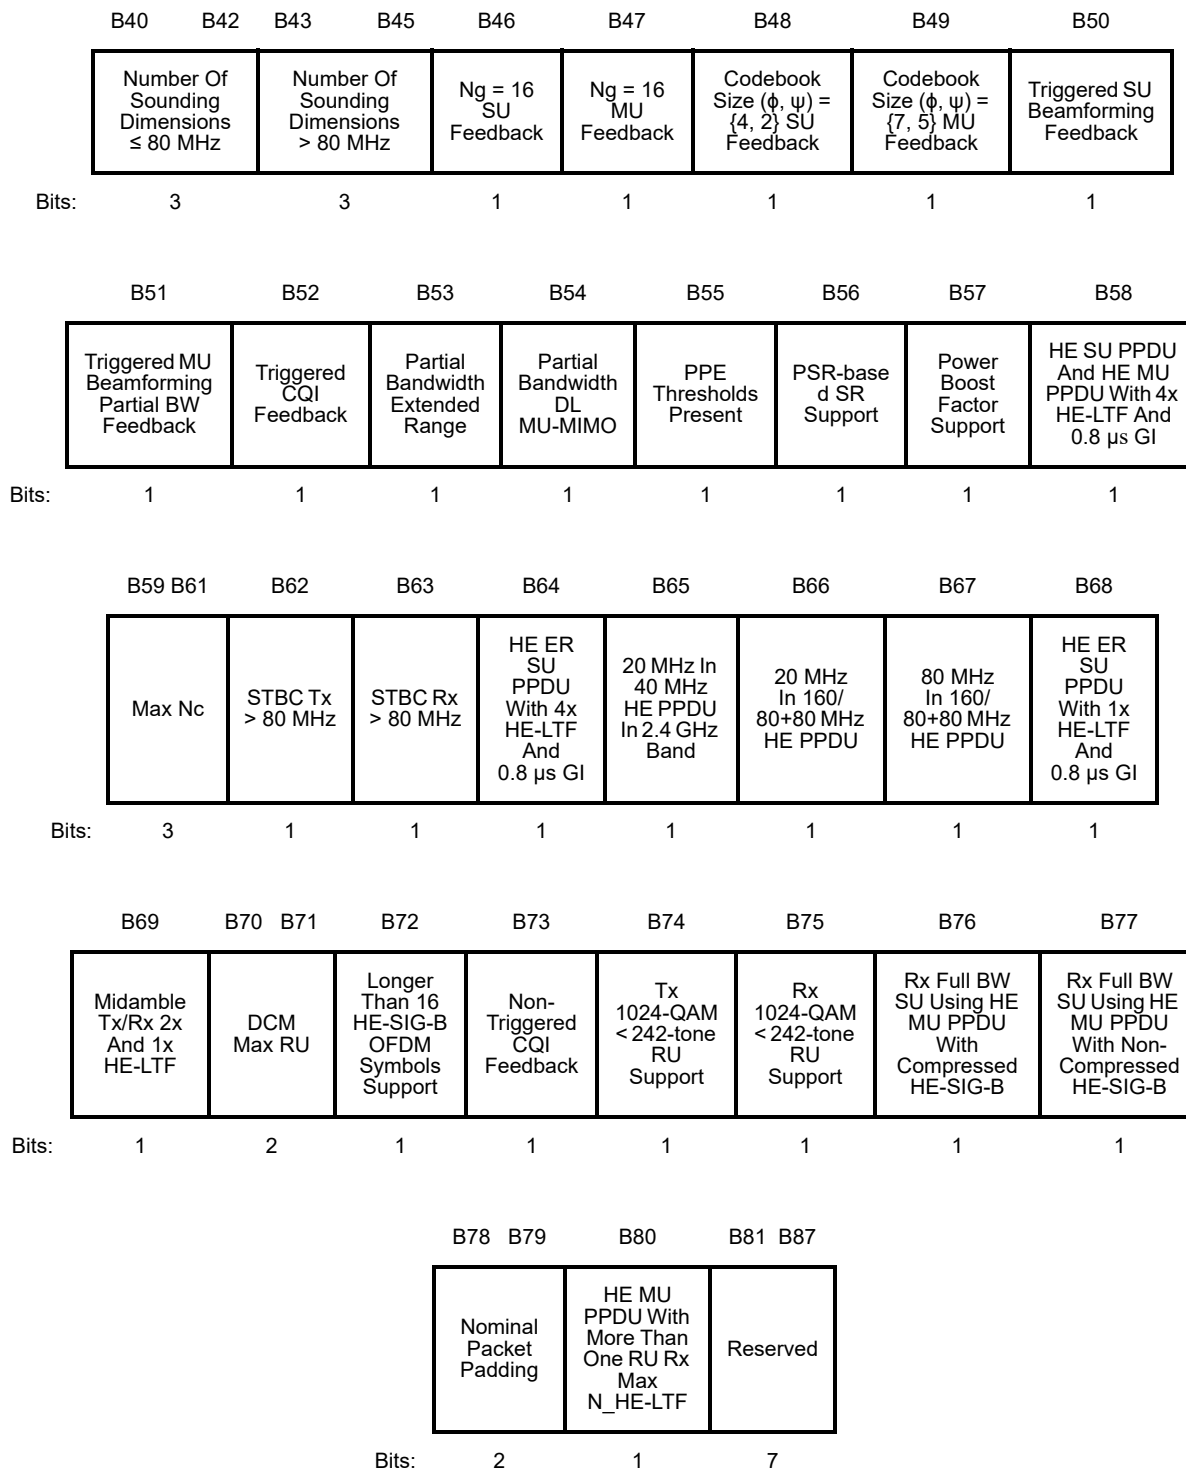 B40 B42 B43 B45 B46 B47 B48 B49 B50
Number Of
Sounding
Dimensions
≤ 80 MHz
Number Of
Sounding
Dimensions
> 80 MHz
Ng = 16
SU
Feedback
Ng = 16
MU
Feedback
Codebook
Size (ϕ, ψ) =
{4, 2} SU
Feedback
Codebook
Size (ϕ, ψ) =
{7, 5} MU
Feedback
Triggered SU
Beamforming
Feedback
Bits: 3 3 1 1 1 1 1
B51 B52 B53 B54 B55 B56 B57 B58
Triggered MU
Beamforming
Partial BW
Feedback
Triggered
CQI
Feedback
Partial
Bandwidth
Extended
Range
Partial
Bandwidth
DL
MU-MIMO
PPE
Thresholds
Present
PSR-base
d SR
Support
Power
Boost
Factor
Support
HE SU PPDU
And HE MU
PPDU With 4x
HE-LTF And
0.8 μs GI
Bits: 1 1 1 1 1 1 1 1
B59 B61 B62 B63 B64 B65 B66 B67 B68
Max Nc
STBC Tx
> 80 MHz
STBC Rx
> 80 MHz
HE ER
SU
PPDU
With 4x
HE-LTF
And
0.8 μs GI
20 MHz In
40 MHz
HE PPDU
In 2.4 GHz
Band
20 MHz
In 160/
80+80 MHz
HE PPDU
80 MHz
In 160/
80+80 MHz
HE PPDU
HE ER
SU
PPDU
With 1x
HE-LTF
And
0.8 μs GI
Bits: 3 1 1 1 1 1 1 1
B69 B70 B71 B72 B73 B74 B75 B76 B77
Midamble
Tx/Rx 2x
And 1x
HE-LTF
DCM
Max RU
Longer
Than 16
HE-SIG-B
OFDM
Symbols
Support
Non-
Triggered
CQI
Feedback
Tx
1024-QAM
< 242-tone
RU
Support
Rx
1024-QAM
< 242-tone
RU
Support
Rx Full BW
SU Using HE
MU PPDU
With
Compressed
HE-SIG-B
Rx Full BW
SU Using HE
MU PPDU
With Non-
Compressed
HE-SIG-B
Bits: 1 2 1 1 1 1 1 1
B78 B79 B80 B81 B87
Nominal
Packet
Padding
HE MU
PPDU With
More Than
One RU Rx
Max
N_HE-LTF
Reserved
Bits: 2 1 7